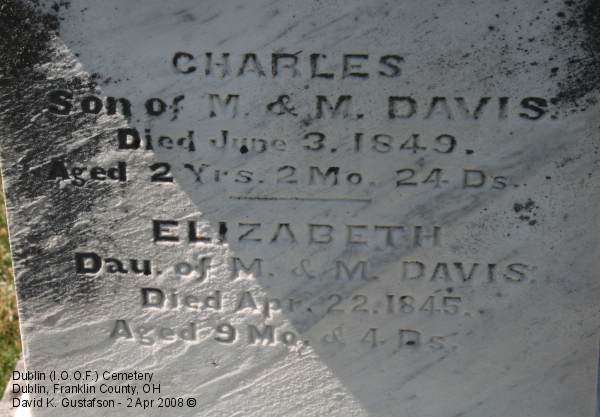 CHARLES
Son of M. & M. DAVIS.
Died June 3. 1849.
Aged 2 Yrs. 2 Mo. 24 Ds.
ELIZABETH
Dau. of M. & M. DAVIS.
Died Apr. 22. 1845.
Aged 9 Mo. & 4 Ds.
Dublin (I.O.O.F.) Cemetery
Dublin, Franklin County, OH
David K. Gustafson - 2 Apr 2008 ©